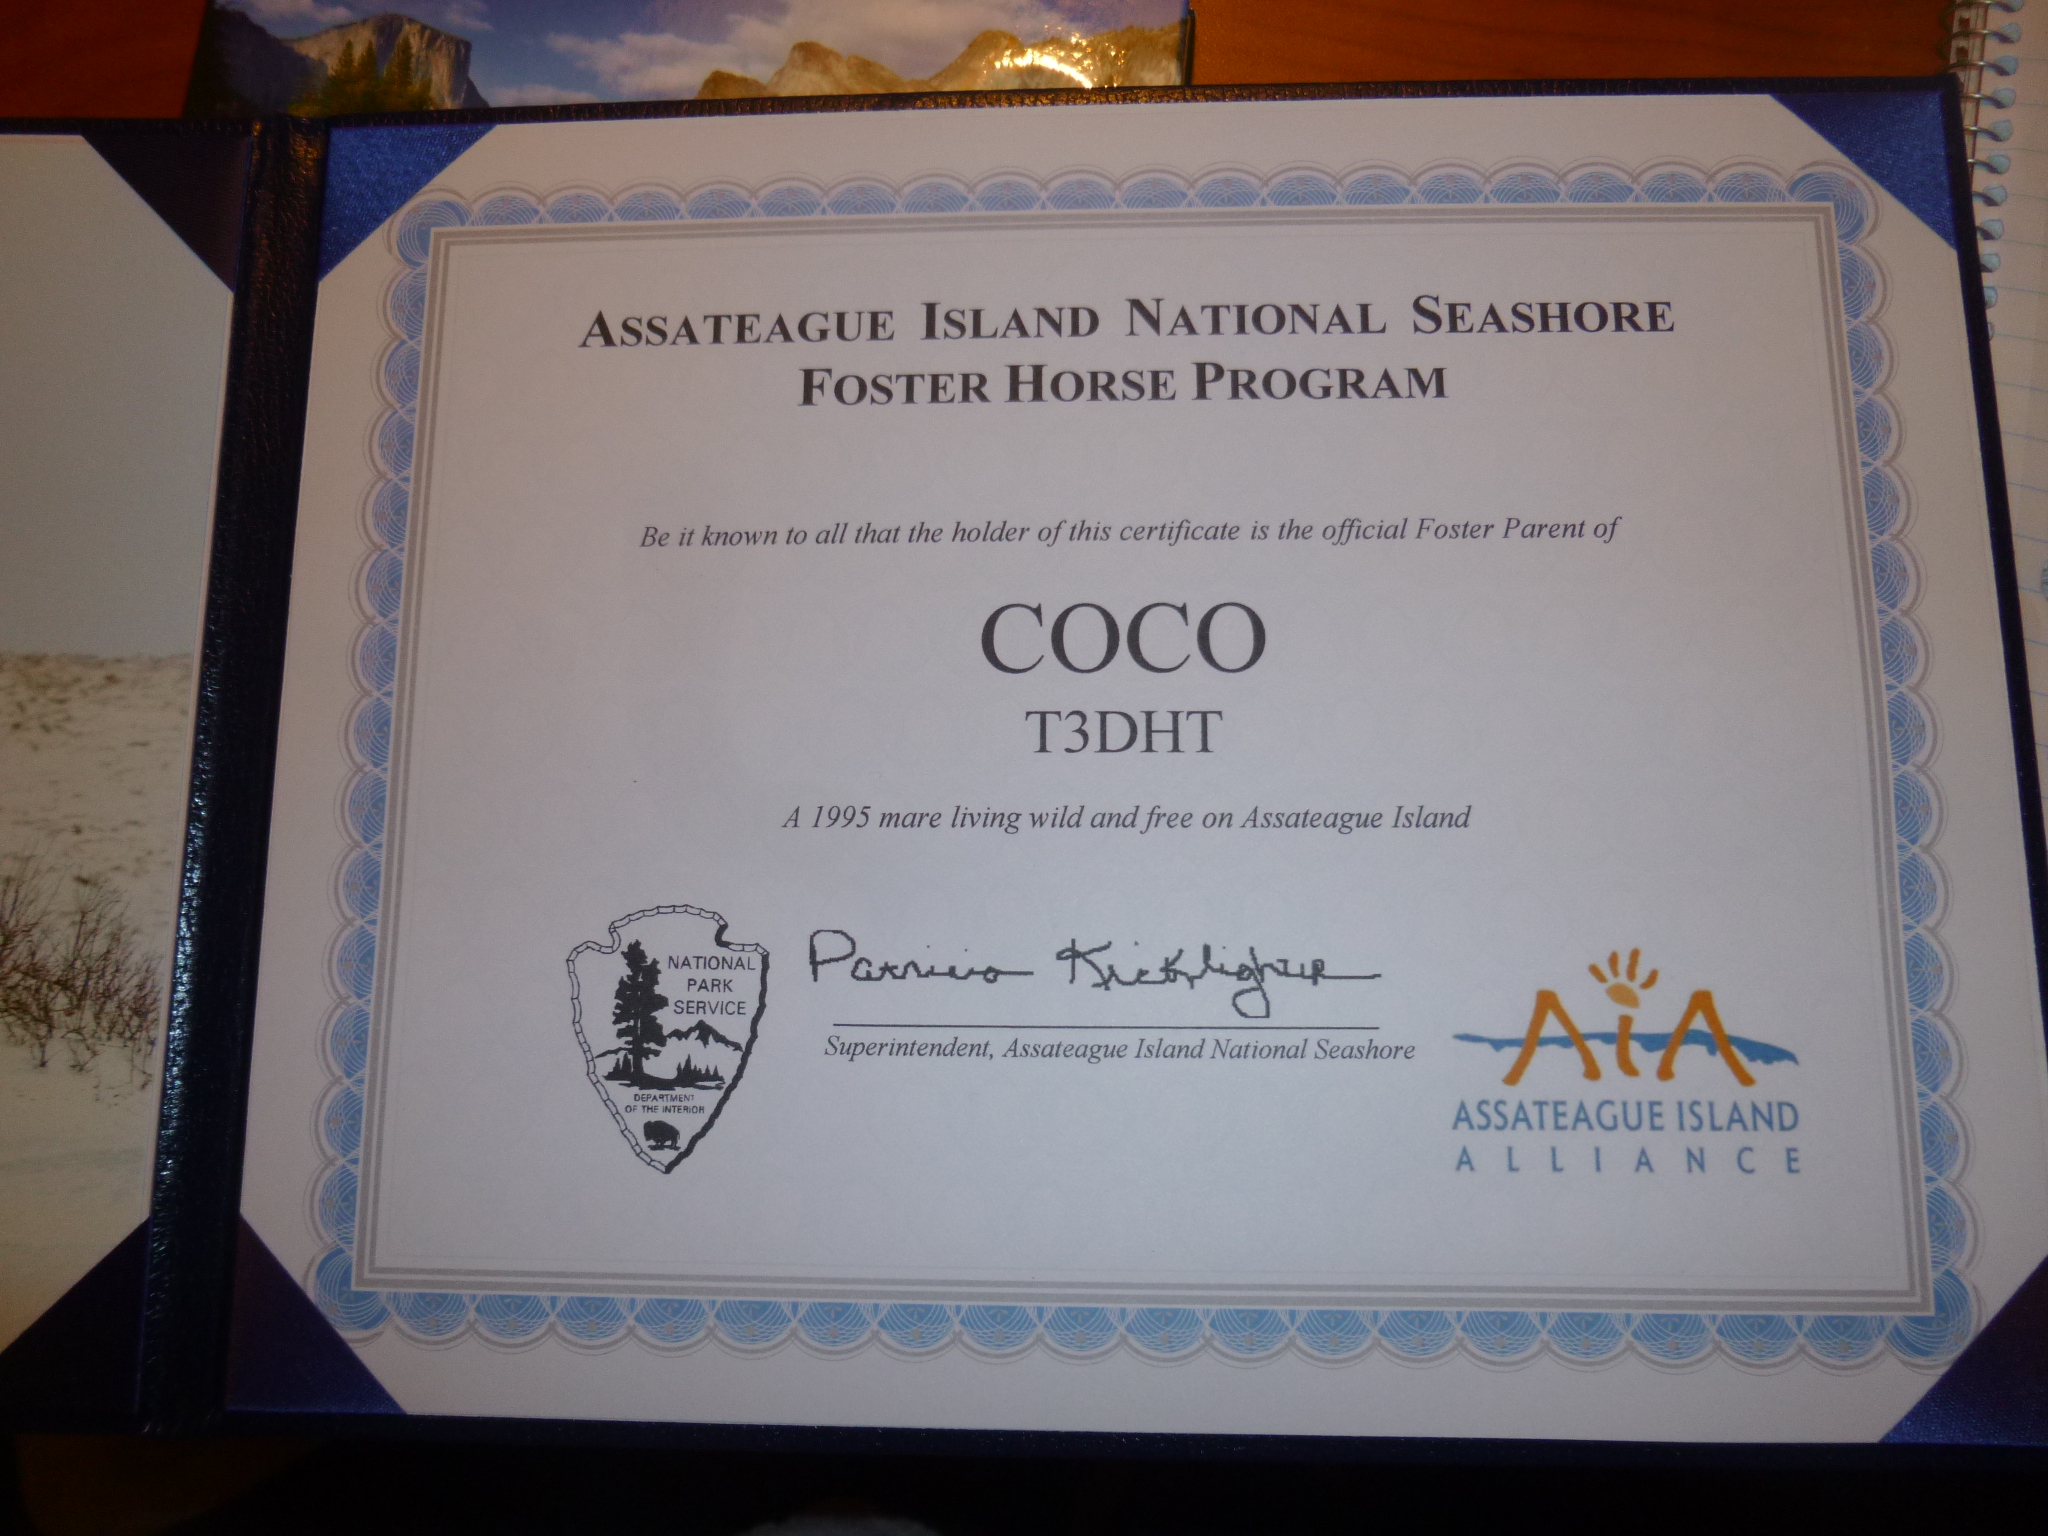 ASSATEAGUE ISLAND NATIONAL SEASHORE
FOSTER HORSE PROGRAM
Be it known to all that the holder of this certificate is the official Foster Parent of
COCO
T3DHT
A 1995 mare living wild and free on Assateague Island
NATIONAL
PARK
SERVICE
DEPARTMENT
OF THE INTERIOR
Patricia Kicklighter
Superintendent, Assateague Island National Seashore
AiA
ASSATEAGUE ISLAND
ALLIANCE